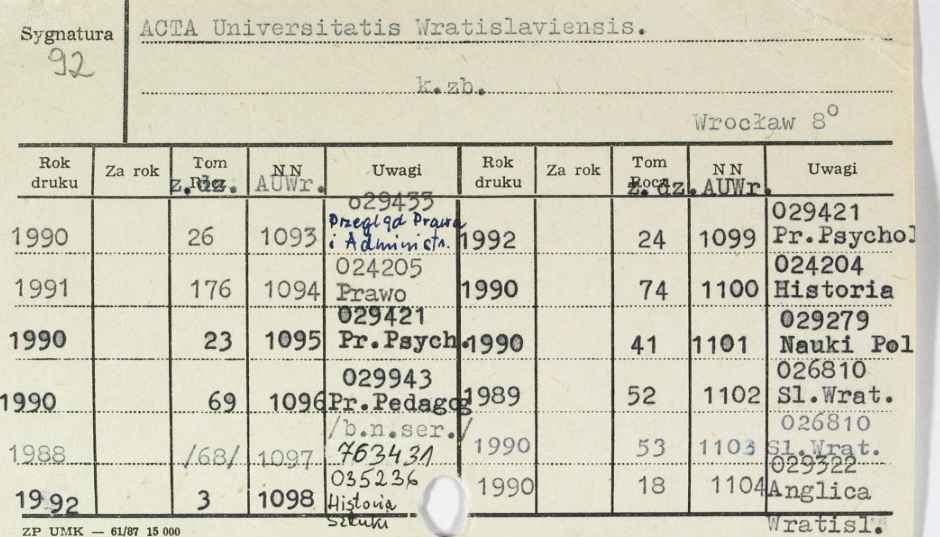 Sygnatura ACTA Universitatis Wratislaviensis.
92
k.zb.
Wrocław 8°
Rok druku Za rok Tom Rocz. z.dz. NN AUWr. Uwagi Rok druku Za rok Tom Rocz. z.dz. NN AUWr. Uwagi
029433 029421
1990 26 1093 Przegląd Prawa i Administr. 1992 24 1099 Pr.Psychol
024205 024204
1991 176 1094 Prawo 1990 74 1100 Historia
029421 029279
1990 23 1095 Pr.Psych. 1990 41 1101 Nauki Pol
029943 026810
1990 69 1096 Pr.Pedagog 1989 52 1102 Sl.Wrat.
/b.n.ser./ 026810
1988 /68/ 1097 763431 1990 53 1103 Sl.Wrat.
035236 029322
1992 3 1098 Historia Sztuki 1990 18 1104 Anglica
Wratisl.
ZP UMK — 61/87 15 000